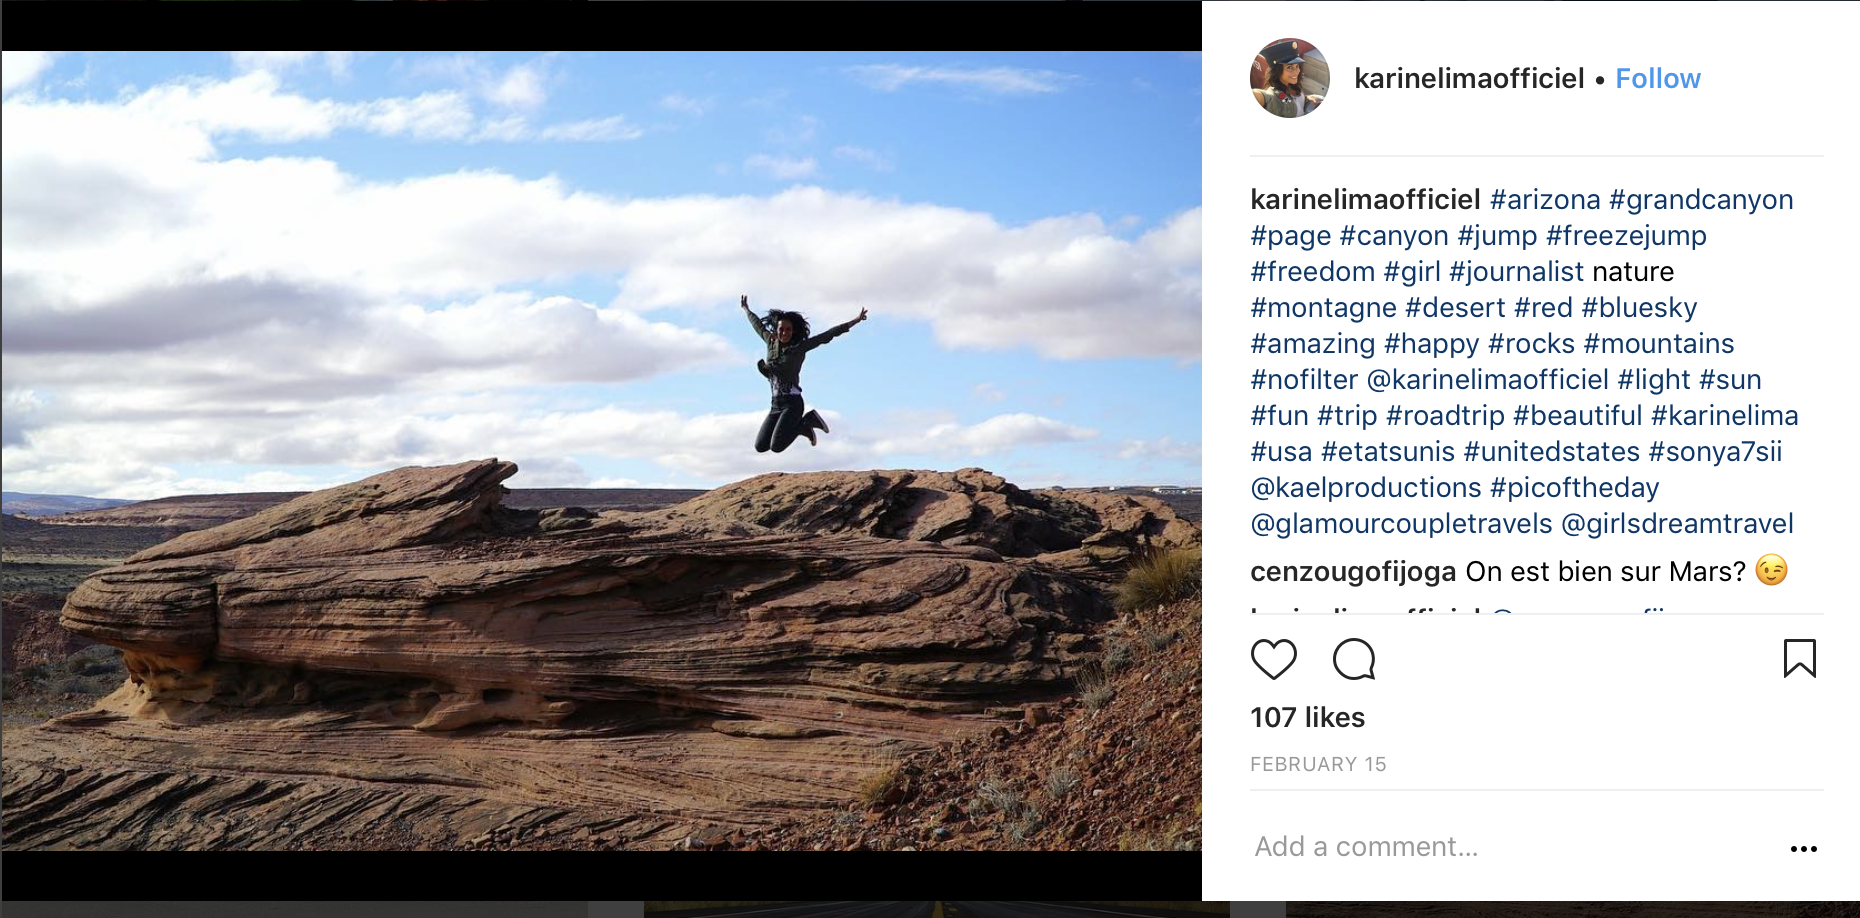 karinelimaofficiel • Follow
karinelimaofficiel #arizona #grandcanyon
#page #canyon #jump #freezejump
#freedom #girl #journalist nature
#montagne #desert #red #bluesky
#amazing #happy #rocks #mountains
#nofilter @karinelimaofficiel #light #sun
#fun #trip #roadtrip #beautiful #karinelima
#usa #etatsunis #unitedstates #sonya7sii
@kaelproductions #picoftheday
@glamourcoupletravels @girlsdreamtravel
cenzougofijoga On est bien sur Mars? 😉
107 likes
FEBRUARY 15
Add a comment...